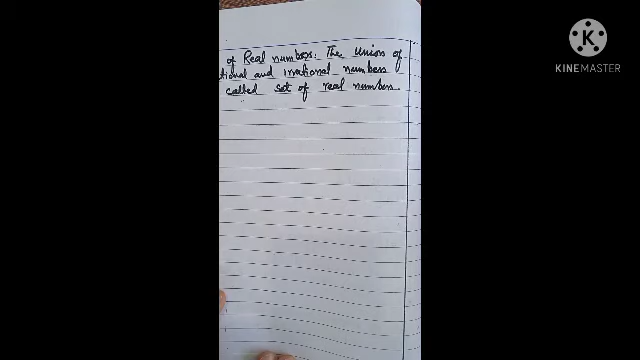 of Real numbers: The Union of
tional and irrational numbers
called set of real numbers.
KINEMASTER